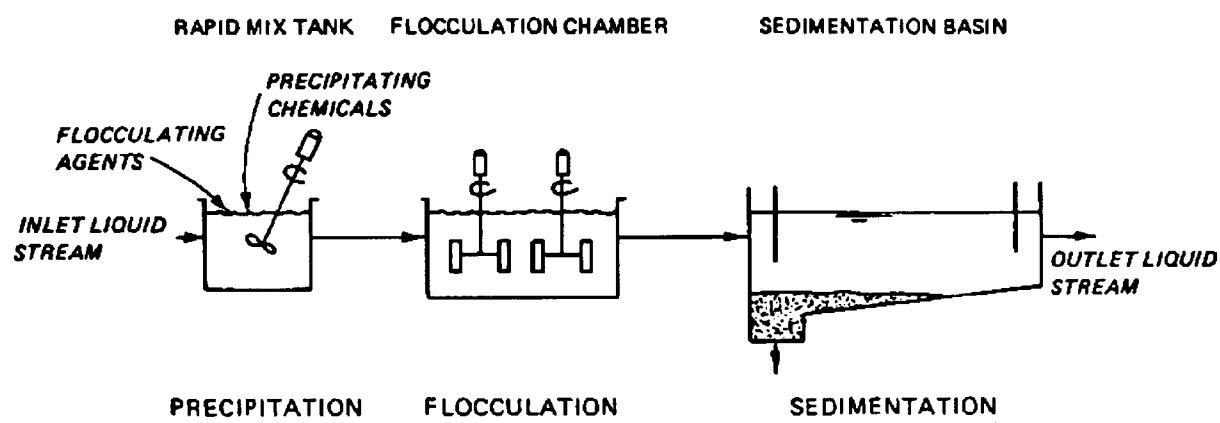 RAPID MIX TANK
FLOCCULATION CHAMBER
SEDIMENTATION BASIN
PRECIPITATING
CHEMICALS
FLOCCULATING
AGENTS
INLET LIQUID
STREAM
OUTLET LIQUID
STREAM
PRECIPITATION
FLOCCULATION
SEDIMENTATION